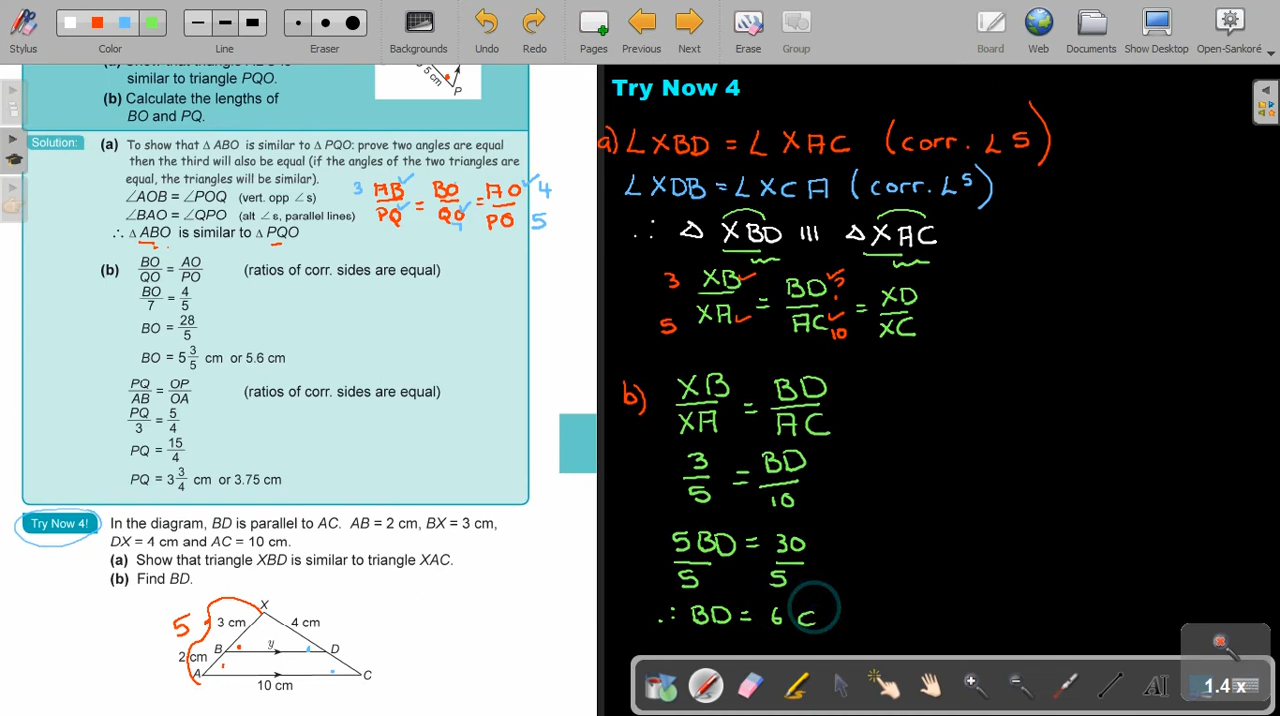 Stylus
Color
Line
Eraser
Backgrounds
Undo
Redo
Pages
Previous
Next
Erase
Group
Board
Web
Documents
Show Desktop
Open-Sankoré
similar to triangle PQO.
(b) Calculate the lengths of
BO and PQ.
5 cm
P
Solution:
(a) To show that Δ ABO is similar to Δ PQO: prove two angles are equal
then the third will also be equal (if the angles of the two triangles are
equal, the triangles will be similar).
∠AOB = ∠POQ (vert. opp ∠s)
∠BAO = ∠QPO (alt ∠s, parallel lines)
∴ Δ ABO is similar to Δ PQO
3 AB/PQ = BO/QO = AO/PO 4
7 5
(b) BO/QO = AO/PO (ratios of corr. sides are equal)
BO/7 = 4/5
BO = 28/5
BO = 5 3/5 cm or 5.6 cm
PQ/AB = OP/OA (ratios of corr. sides are equal)
PQ/3 = 5/4
PQ = 15/4
PQ = 3 3/4 cm or 3.75 cm
Try Now 4! In the diagram, BD is parallel to AC. AB = 2 cm, BX = 3 cm,
DX = 4 cm and AC = 10 cm.
(a) Show that triangle XBD is similar to triangle XAC.
(b) Find BD.
X
5 3 cm 4 cm
B y D
2 cm
A C
10 cm
Try Now 4
a) ∠XBD = ∠XAC (corr. ∠s)
∠XDB = ∠XCA (corr. ∠s)
∴ Δ XBD ||| Δ XAC
3 XB/XA = BD/AC = XD/XC
5 10
b) XB/XA = BD/AC
3/5 = BD/10
5BD/5 = 30/5
∴ BD = 6 c
1.4 x